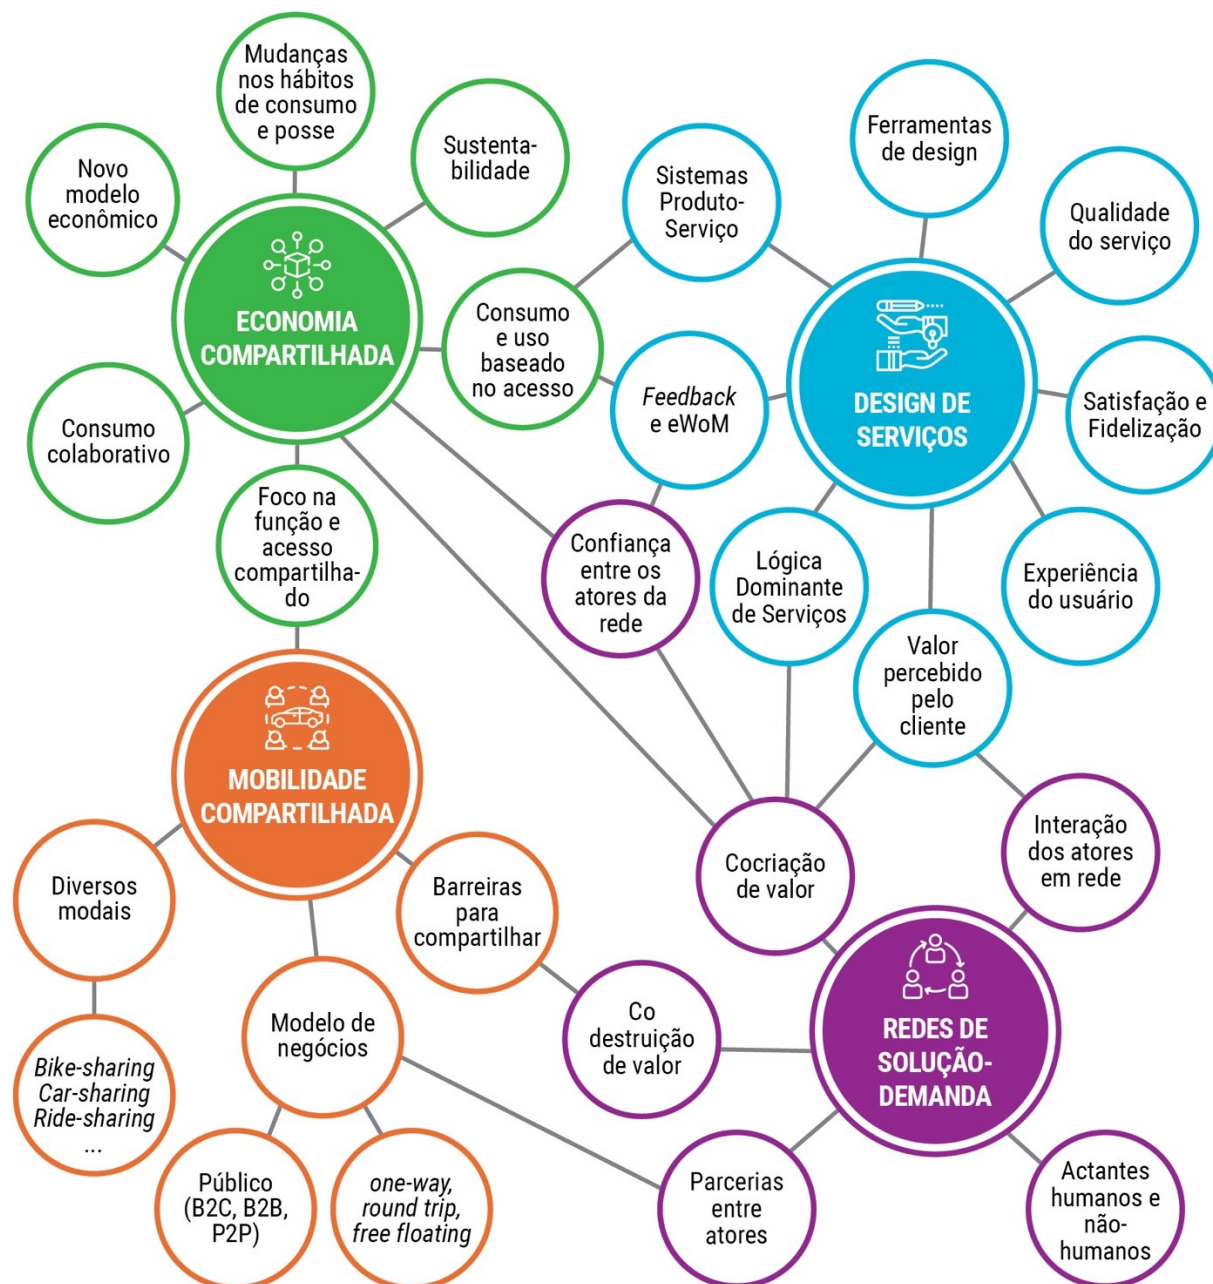 Mudanças
nos hábitos
de consumo
e posse
Sustenta-
bilidade
Novo
modelo
econômico
ECONOMIA
COMPARTILHADA
Consumo
e uso
baseado
no acesso
Consumo
colaborativo
Foco na
função e
acesso
compartilha-
do
Sistemas
Produto-
Serviço
Ferramentas
de design
Qualidade
do serviço
Feedback
e eWoM
DESIGN DE
SERVIÇOS
Satisfação e
Fidelização
Confiança
entre os
atores da
rede
Lógica
Dominante
de Serviços
Experiência
do usuário
Valor
percebido
pelo
cliente
MOBILIDADE
COMPARTILHADA
Diversos
modais
Barreiras
para
compartilhar
Modelo de
negócios
Bike-sharing
Car-sharing
Ride-sharing
...
Público
(B2C, B2B,
P2P)
one-way,
round trip,
free floating
Cocriação
de valor
Interação
dos atores
em rede
Co
destruição
de valor
REDES DE
SOLUÇÃO-
DEMANDA
Parcerias
entre
atores
Actantes
humanos e
não-
humanos